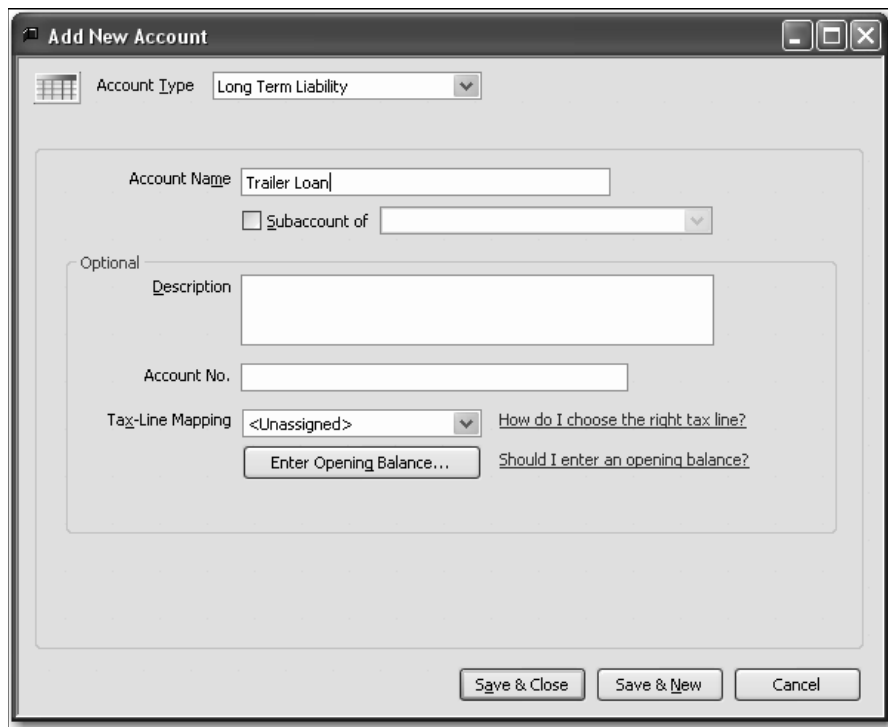 Add New Account
Account Type Long Term Liability
Account Name Trailer Loan
Subaccount of
Optional
Description
Account No.
Tax-Line Mapping <Unassigned> How do I choose the right tax line?
Enter Opening Balance... Should I enter an opening balance?
Save & Close Save & New Cancel